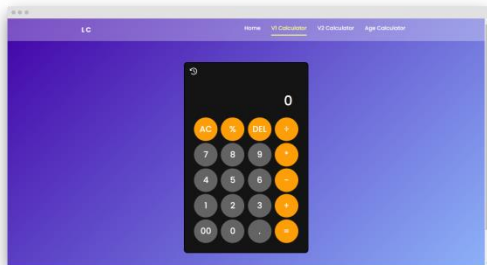 LC
Home V1 Calculator V2 Calculator Age Calculator
0
AC % DEL ÷
7 8 9 *
4 5 6 -
1 2 3 +
00 0 . =